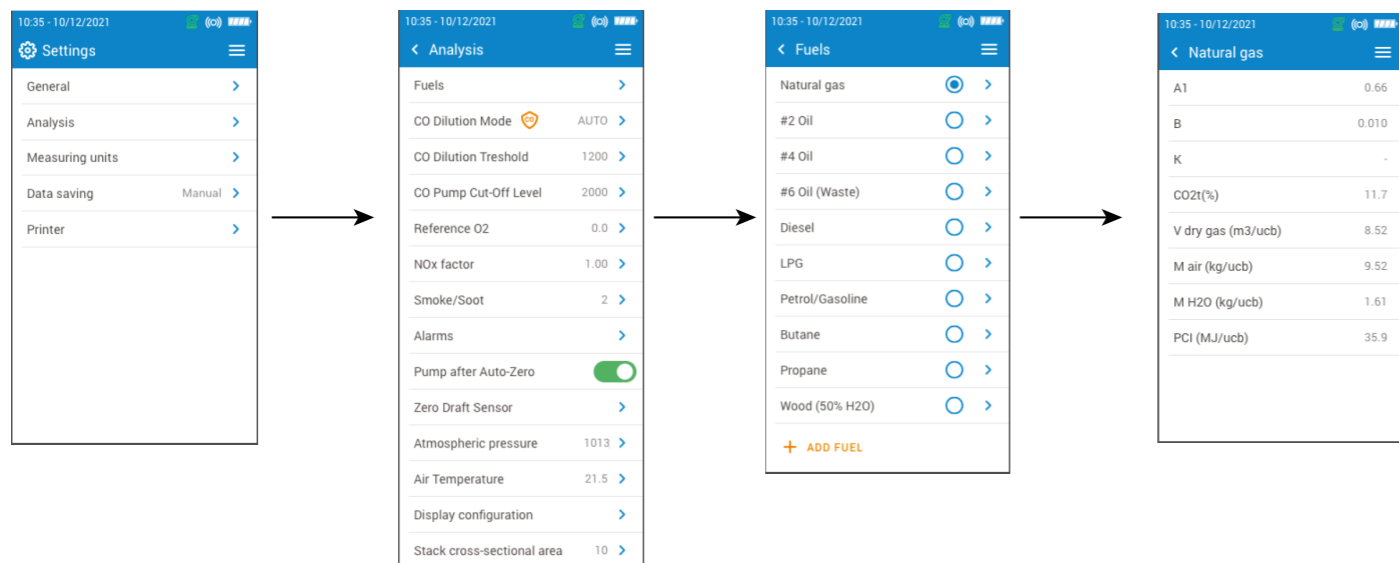 10:35 - 10/12/2021
Settings
General
Analysis
Measuring units
Data saving Manual
Printer
10:35 - 10/12/2021
Analysis
Fuels
CO Dilution Mode CO AUTO
CO Dilution Treshold 1200
CO Pump Cut-Off Level 2000
Reference O2 0.0
NOx factor 1.00
Smoke/Soot 2
Alarms
Pump after Auto-Zero
Zero Draft Sensor
Atmospheric pressure 1013
Air Temperature 21.5
Display configuration
Stack cross-sectional area 10
10:35 - 10/12/2021
Fuels
Natural gas
#2 Oil
#4 Oil
#6 Oil (Waste)
Diesel
LPG
Petrol/Gasoline
Butane
Propane
Wood (50% H2O)
+ ADD FUEL
10:35 - 10/12/2021
Natural gas
A1 0.66
B 0.010
K -
CO2t(%) 11.7
V dry gas (m3/ucb) 8.52
M air (kg/ucb) 9.52
M H2O (kg/ucb) 1.61
PCI (MJ/ucb) 35.9